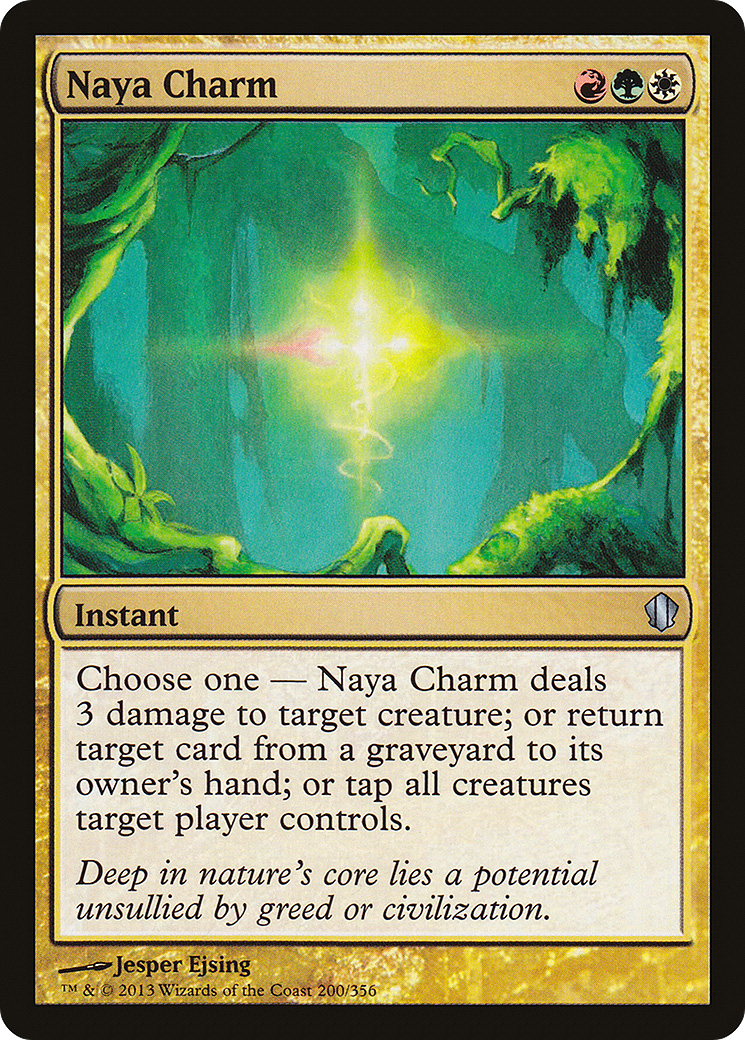 Naya Charm
Instant
Choose one — Naya Charm deals
3 damage to target creature; or return
target card from a graveyard to its
owner's hand; or tap all creatures
target player controls.
Deep in nature's core lies a potential
unsullied by greed or civilization.
Jesper Ejsing
™ & © 2013 Wizards of the Coast 200/356